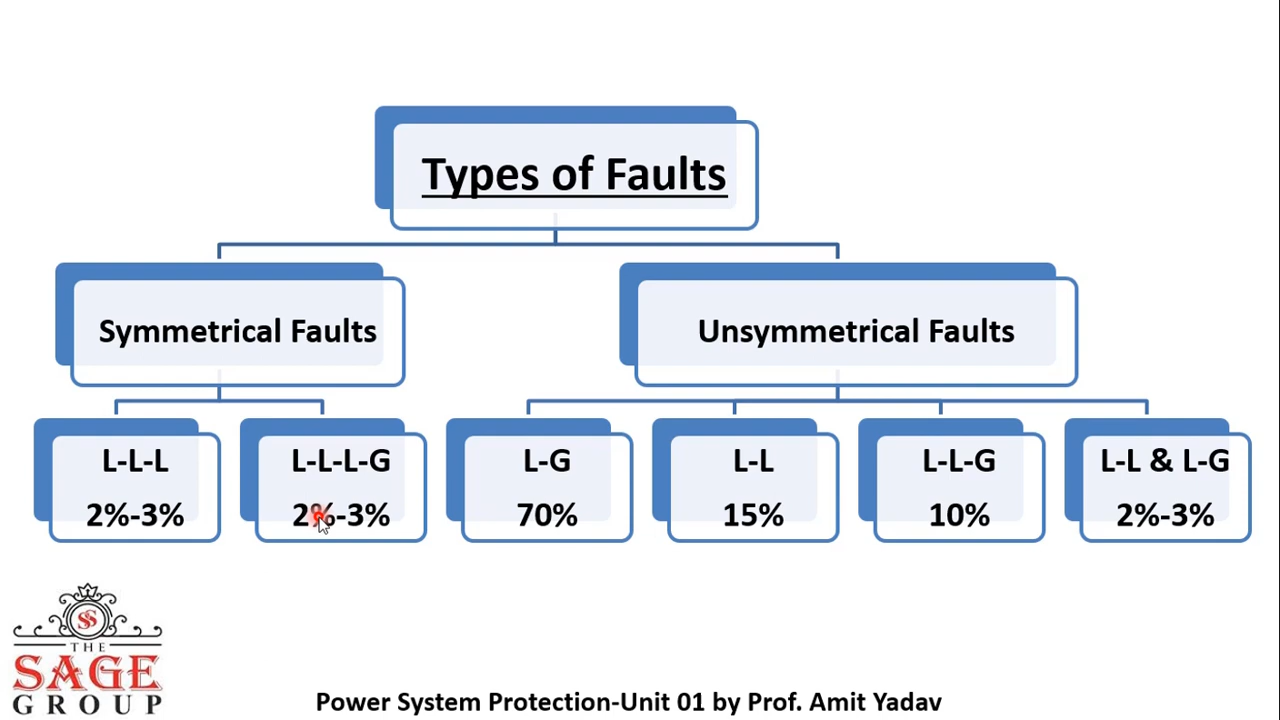 Types of Faults
Symmetrical Faults
Unsymmetrical Faults
L-L-L
2%-3%
L-L-L-G
2%-3%
L-G
70%
L-L
15%
L-L-G
10%
L-L & L-G
2%-3%
SS
THE
SAGE
GROUP
Power System Protection-Unit 01 by Prof. Amit Yadav